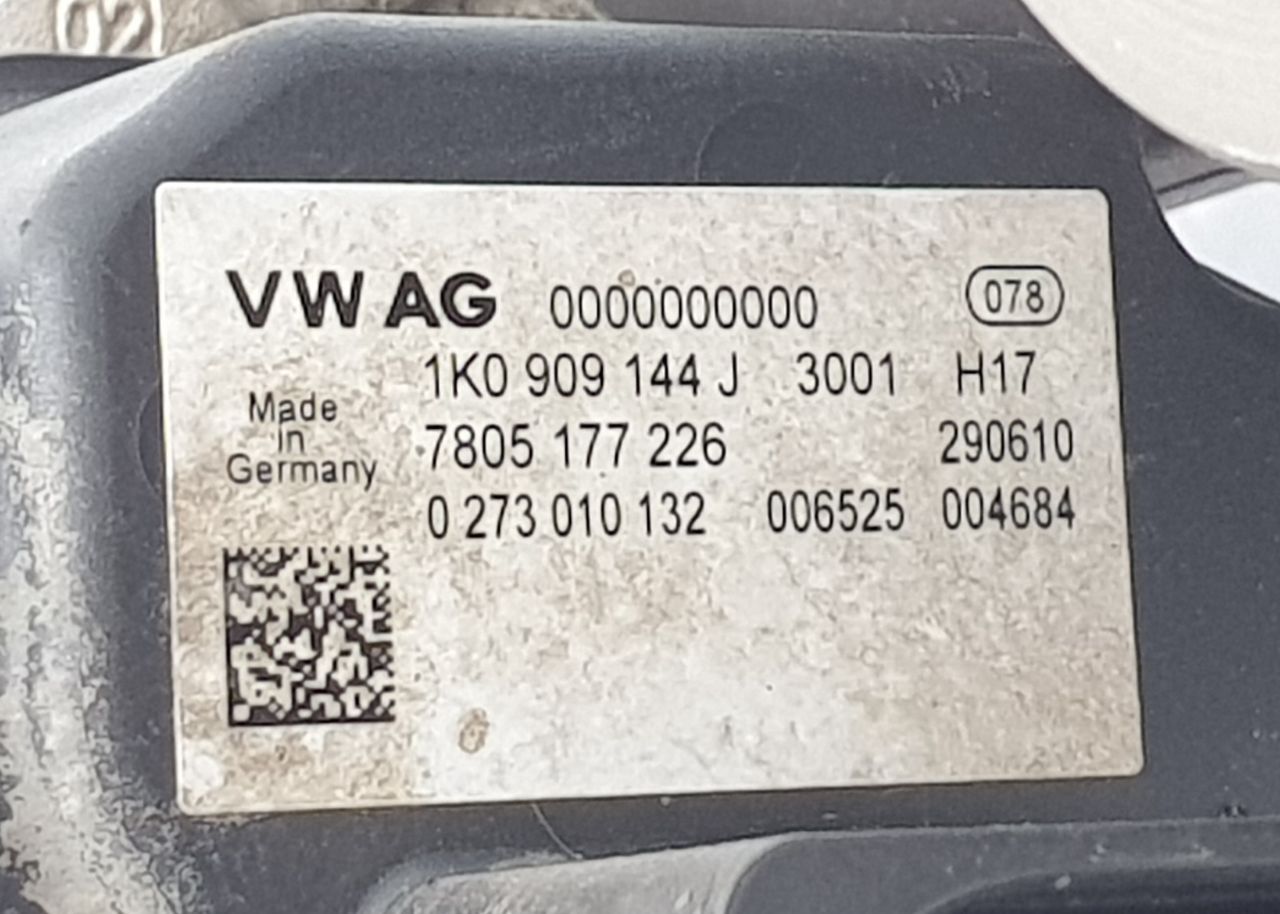 02
VW AG 0000000000 078
1K0 909 144 J 3001 H17
Made
in
Germany
7805 177 226 290610
0 273 010 132 006525 004684